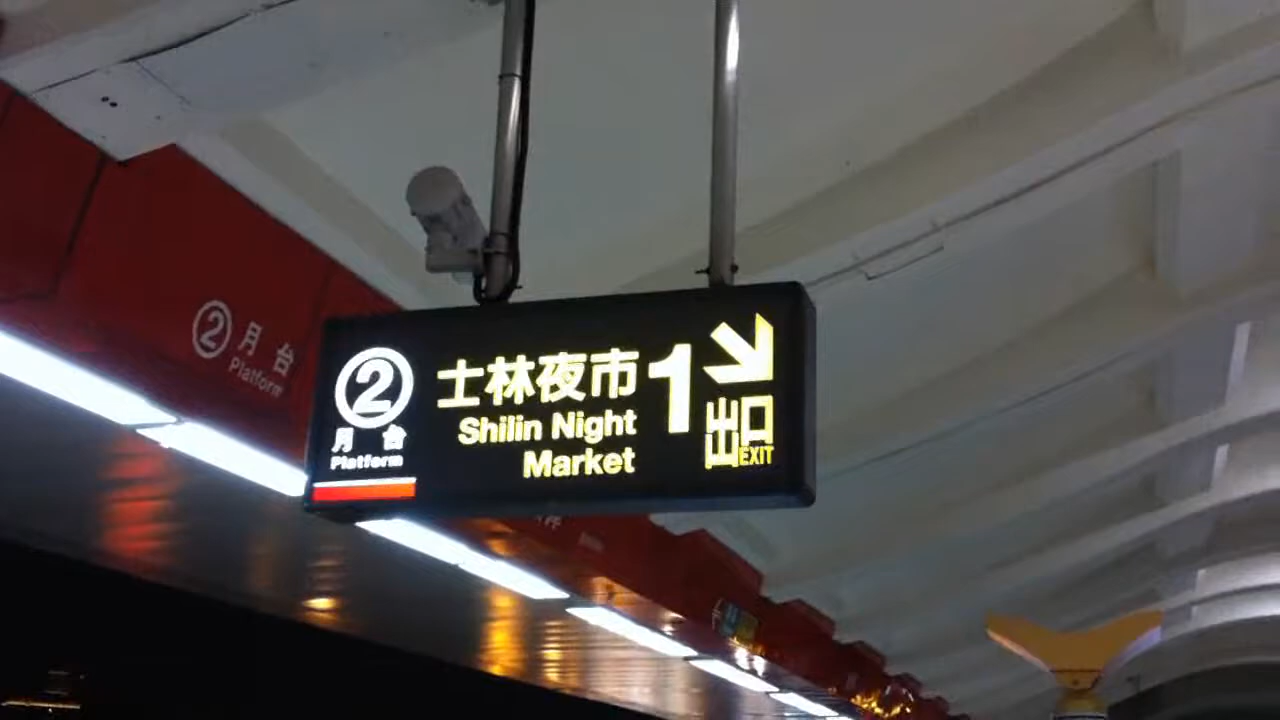 ② 月台
Platform
②
月台
Platform
士林夜市
Shilin Night
Market
1
出口
EXIT